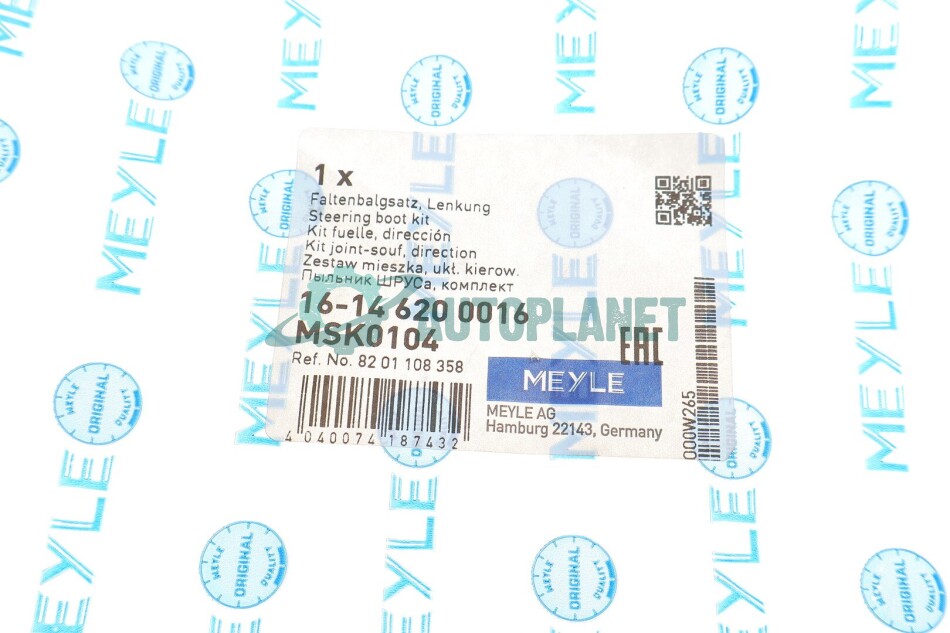 1 x
Faltenbalgsatz, Lenkung
Steering boot kit
Kit fuelle, dirección
Kit joint-souf, direction
Zestaw mieszka, ukł. kierow.
Пыльник ШРУСа, комплект
16-14 620 0016
MSK0104
Ref. No. 82 01 108 358
4 040074 187432
EAC
MEYLE
MEYLE AG
Hamburg 22143, Germany
000W265
AUTOPLANET
MEYLE
MEYLE ORIGINAL QUALITY